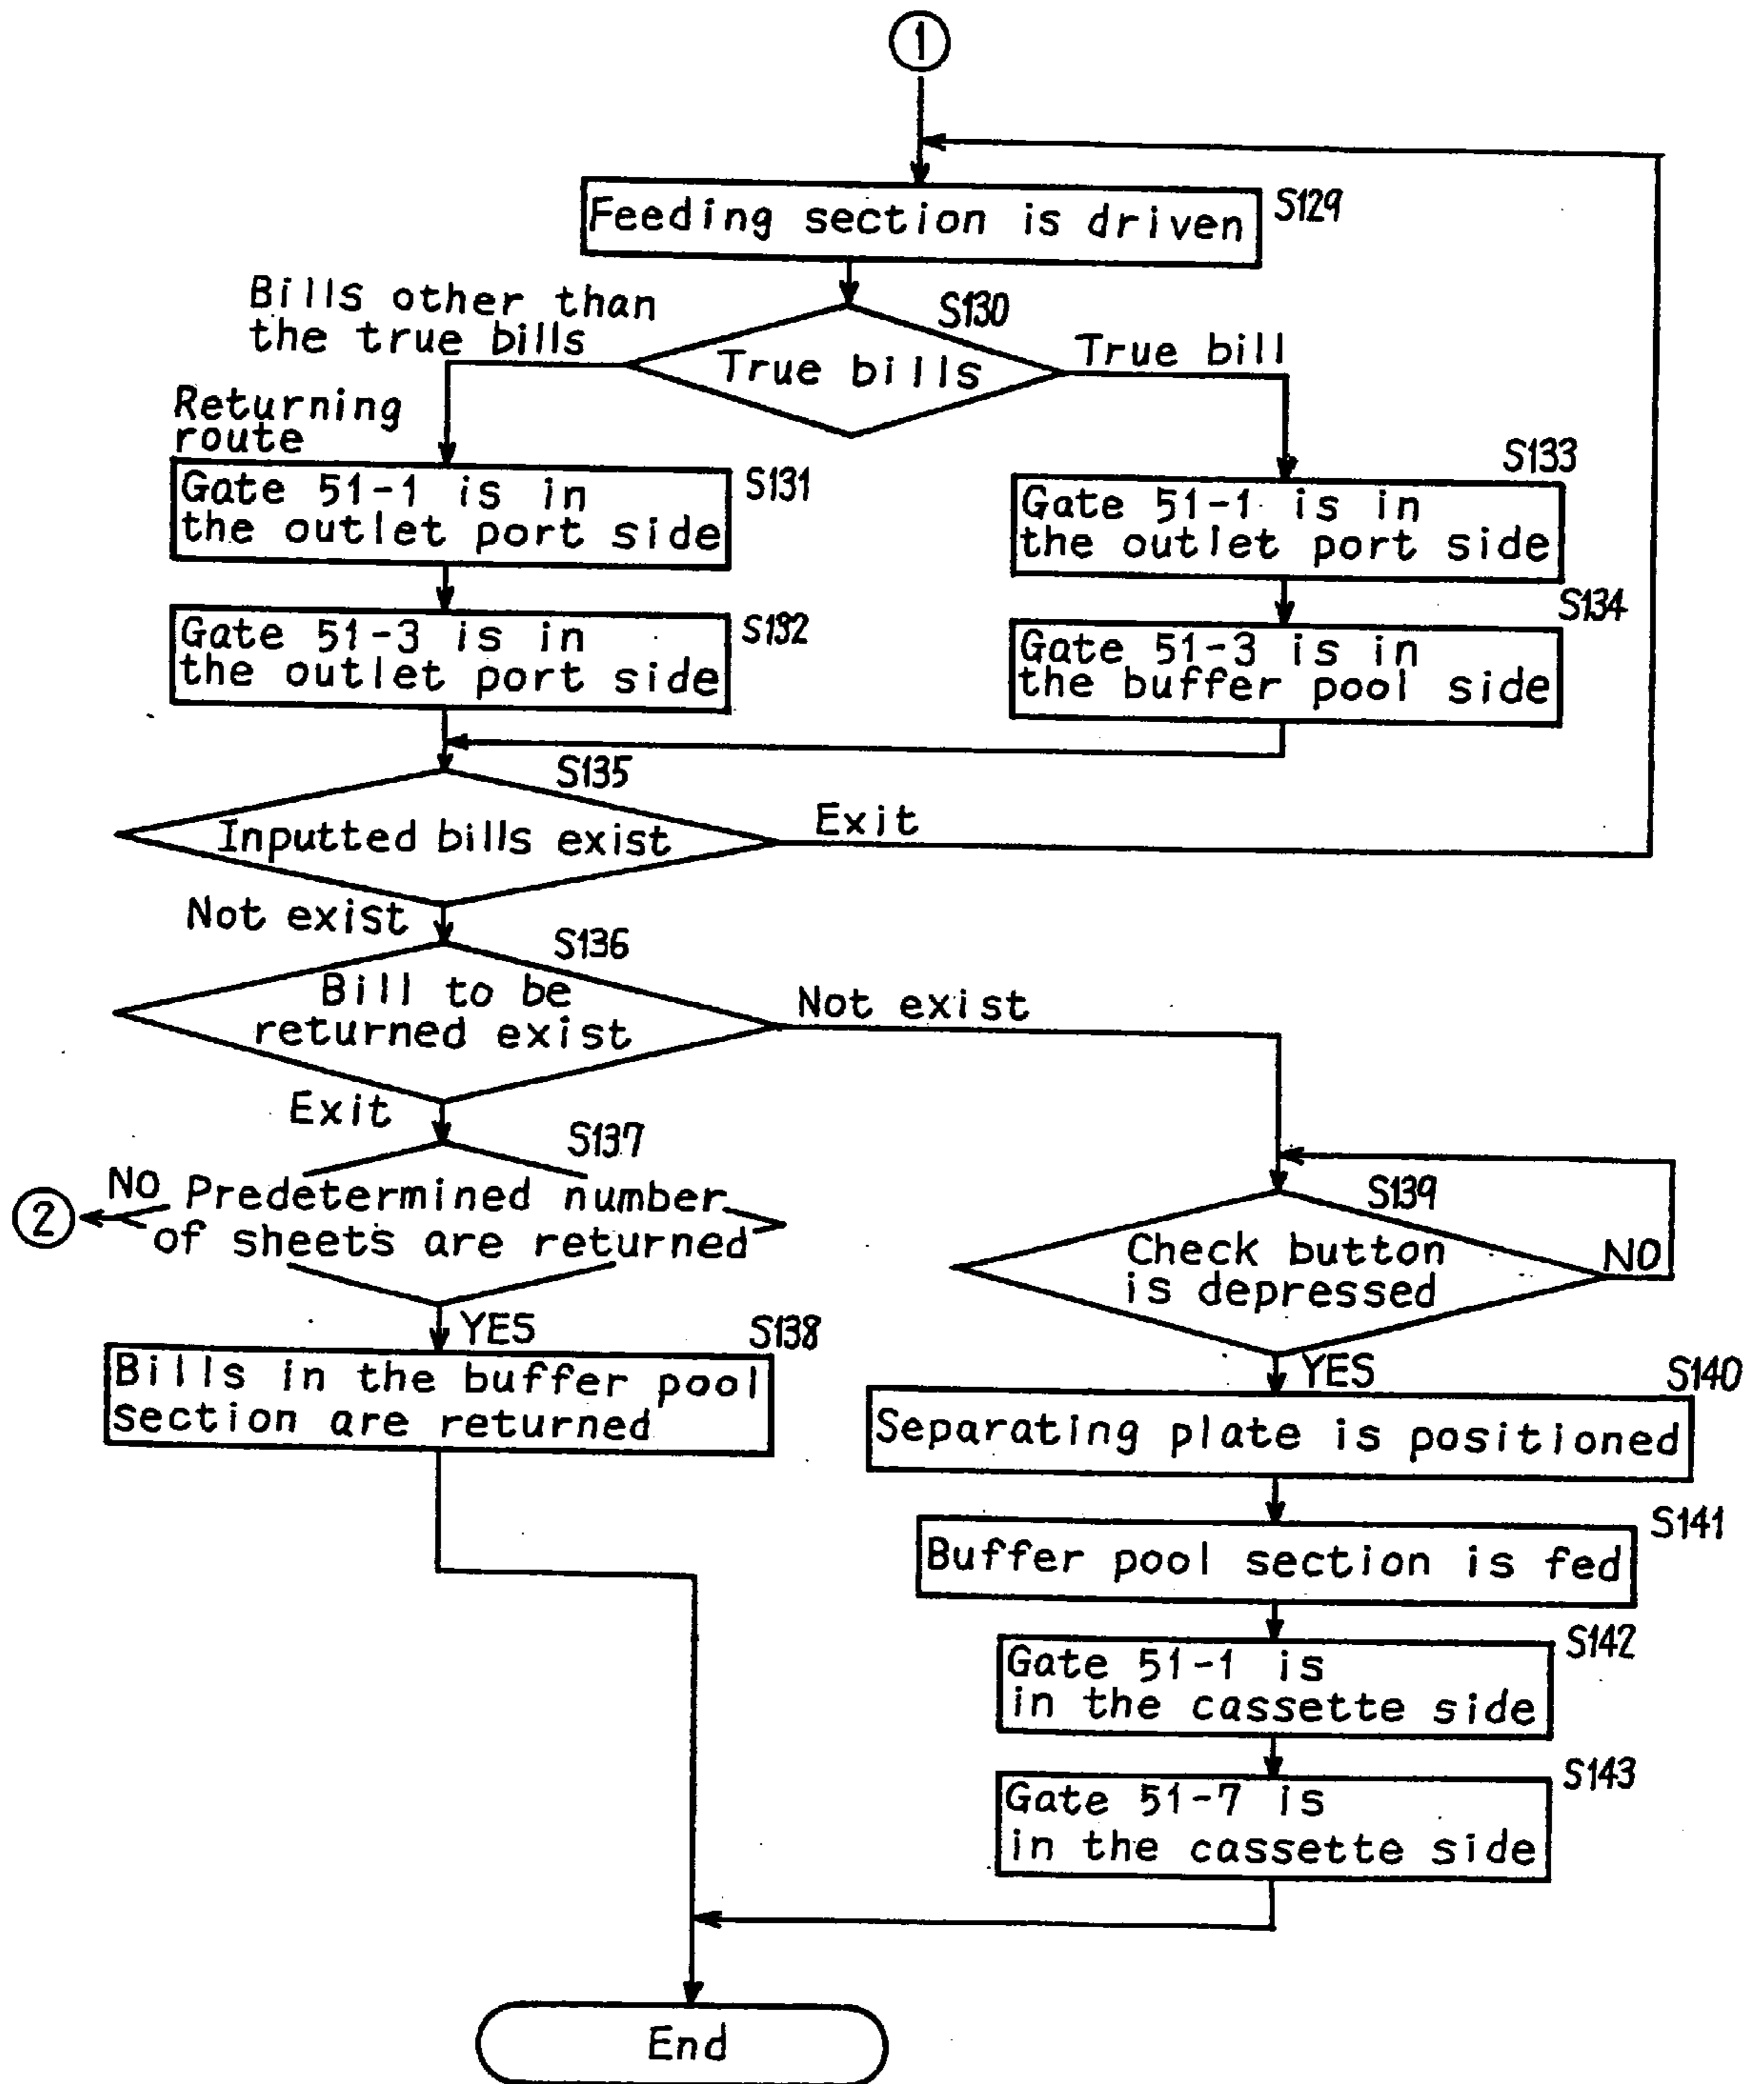 1
Feeding section is driven
S129
Bills other than
the true bills
S130
True bills
True bill
Returning
route
Gate 51-1 is in
the outlet port side
S131
S133
Gate 51-1 is in
the outlet port side
Gate 51-3 is in
the outlet port side
S132
S134
Gate 51-3 is in
the buffer pool side
S135
Inputted bills exist
Exit
Not exist
S136
Bill to be
returned exist
Not exist
Exit
S137
2
NO
Predetermined number
of sheets are returned
S139
Check button
is depressed
NO
YES
S138
Bills in the buffer pool
section are returned
YES
S140
Separating plate is positioned
S141
Buffer pool section is fed
S142
Gate 51-1 is
in the cassette side
S143
Gate 51-7 is
in the cassette side
End